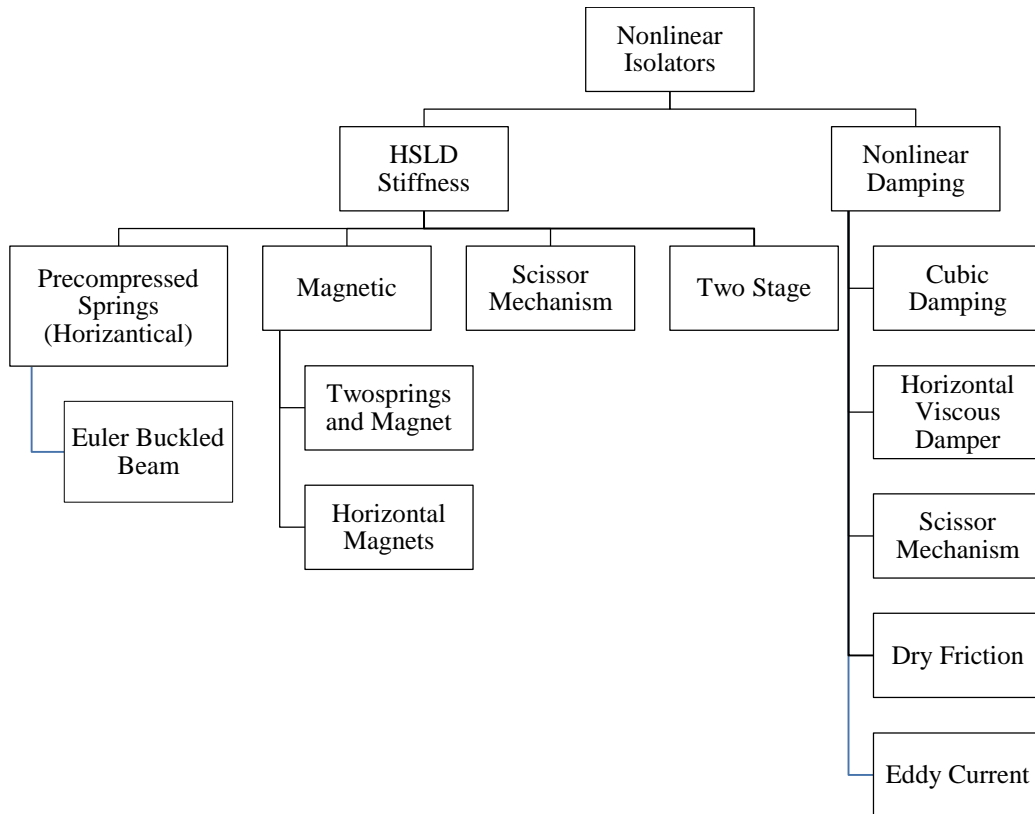 Nonlinear
Isolators
HSLD
Stiffness
Nonlinear
Damping
Precompressed
Springs
(Horizantical)
Magnetic
Scissor
Mechanism
Two Stage
Cubic
Damping
Euler Buckled
Beam
Twosprings
and Magnet
Horizontal
Viscous
Damper
Horizontal
Magnets
Scissor
Mechanism
Dry Friction
Eddy Current